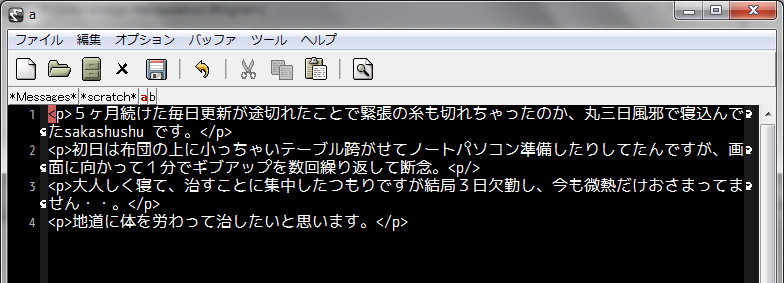 a
ファイル 編集 オプション バッファ ツール ヘルプ
*Messages* *scratch* a b
1 <p>５ヶ月続けた毎日更新が途切れたことで緊張の糸も切れちゃったのか、丸三日風邪で寝込んで
たsakashushu です。</p>
2 <p>初日は布団の上に小っちゃいテーブル跨がせてノートパソコン準備したりしてたんですが、画
面に向かって１分でギブアップを数回繰り返して断念。<p/>
3 <p>大人しく寝て、治すことに集中したつもりですが結局３日欠勤し、今も微熱だけおさまってま
せん・・。</p>
4 <p>地道に体を労わって治したいと思います。</p>